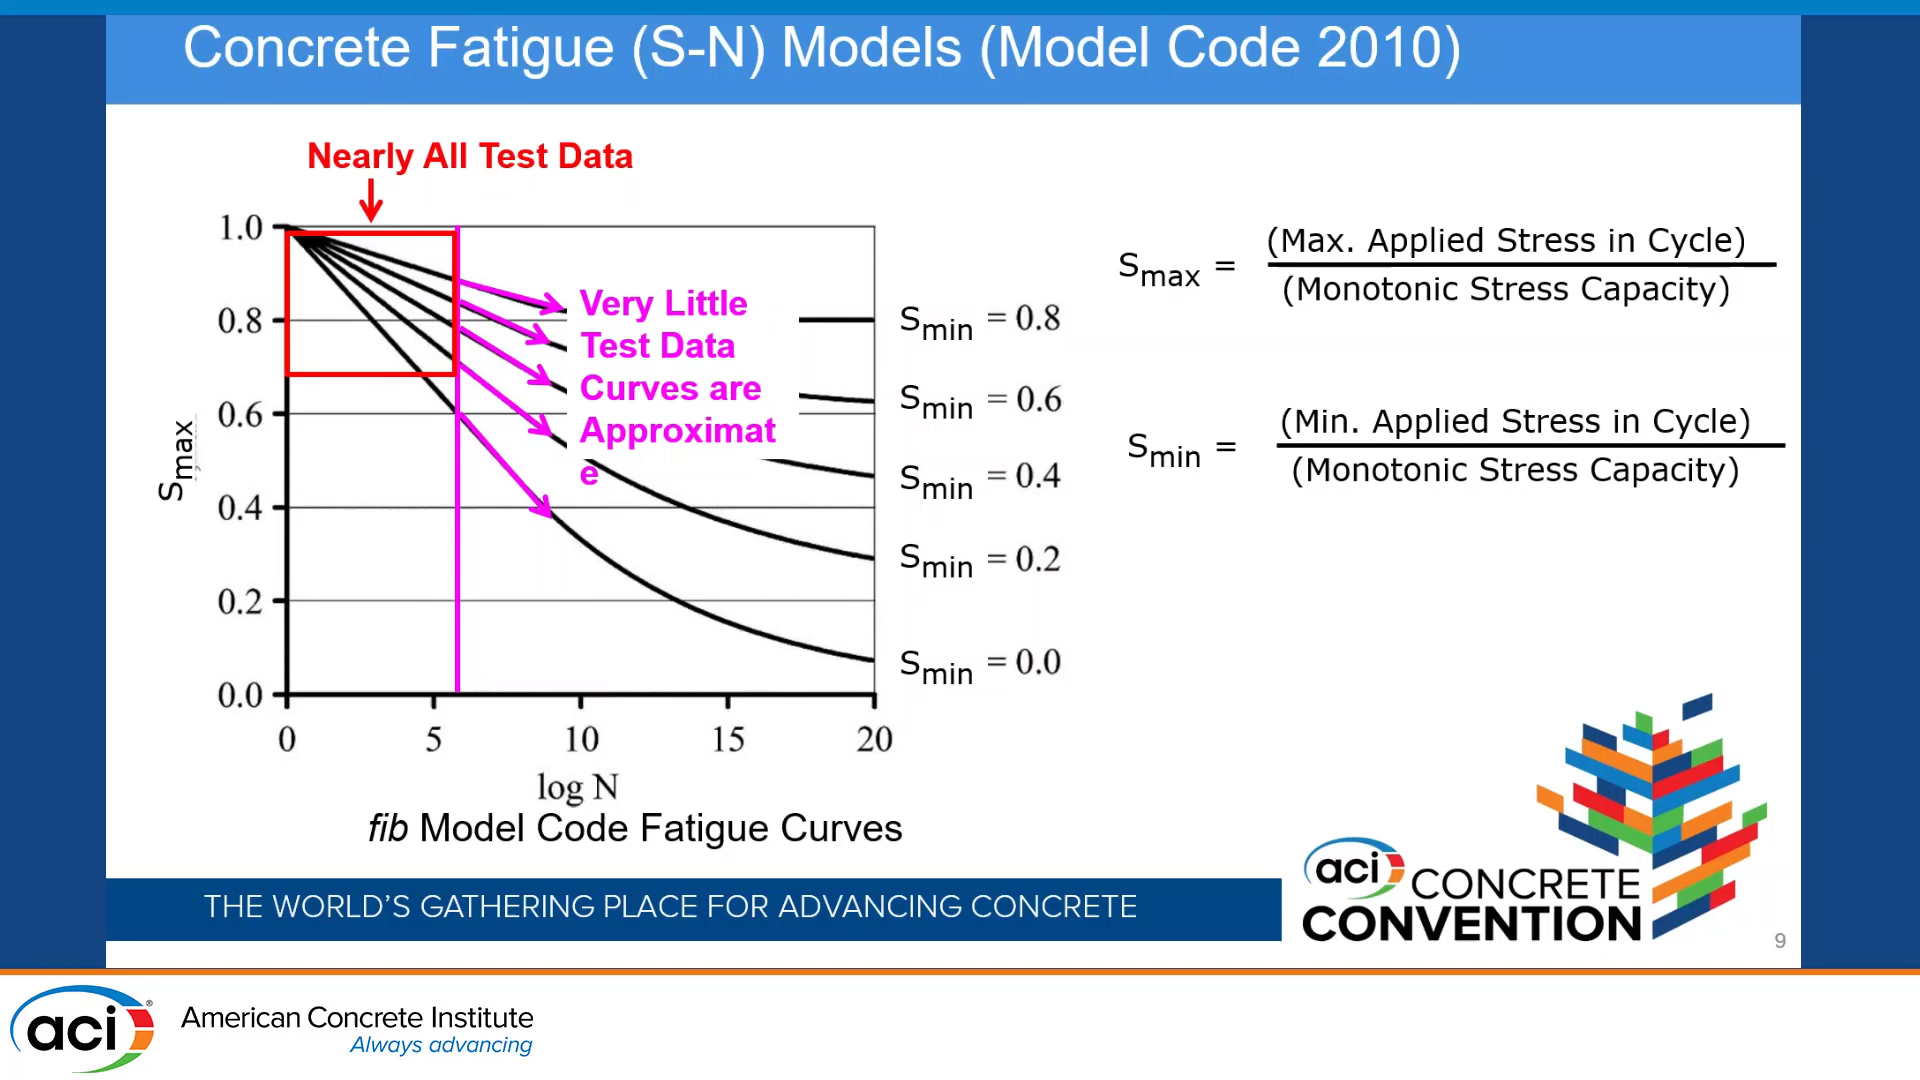 Concrete Fatigue (S-N) Models (Model Code 2010)
Nearly All Test Data
1.0
0.8
0.6
0.4
0.2
0.0
Smax
Very Little
Test Data
Curves are
Approximat
e
Smin = 0.8
Smin = 0.6
Smin = 0.4
Smin = 0.2
Smin = 0.0
0 5 10 15 20
log N
fib Model Code Fatigue Curves
Smax = (Max. Applied Stress in Cycle)
(Monotonic Stress Capacity)
Smin = (Min. Applied Stress in Cycle)
(Monotonic Stress Capacity)
THE WORLD'S GATHERING PLACE FOR ADVANCING CONCRETE
aci CONCRETE
CONVENTION
9
aci®
American Concrete Institute
Always advancing